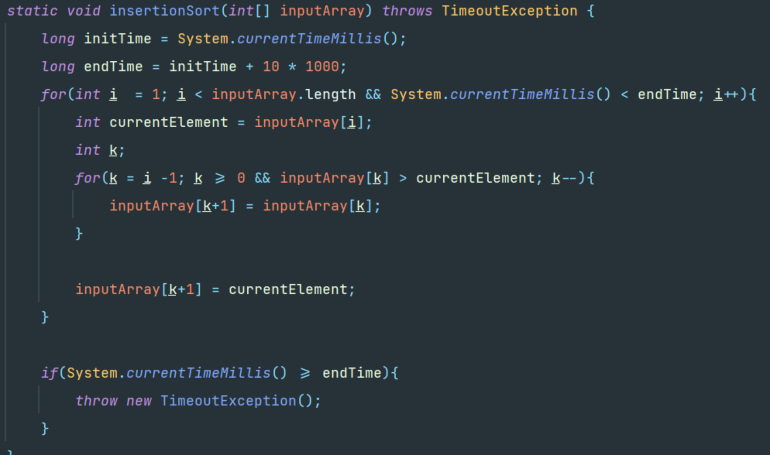 static void insertionSort(int[] inputArray) throws TimeoutException {
long initTime = System.currentTimeMillis();
long endTime = initTime + 10 * 1000;
for(int i  = 1; i < inputArray.length && System.currentTimeMillis() < endTime; i++){
int currentElement = inputArray[i];
int k;
for(k = i -1; k >= 0 && inputArray[k] > currentElement; k--){
inputArray[k+1] = inputArray[k];
}
inputArray[k+1] = currentElement;
}
if(System.currentTimeMillis() >= endTime){
throw new TimeoutException();
}
}